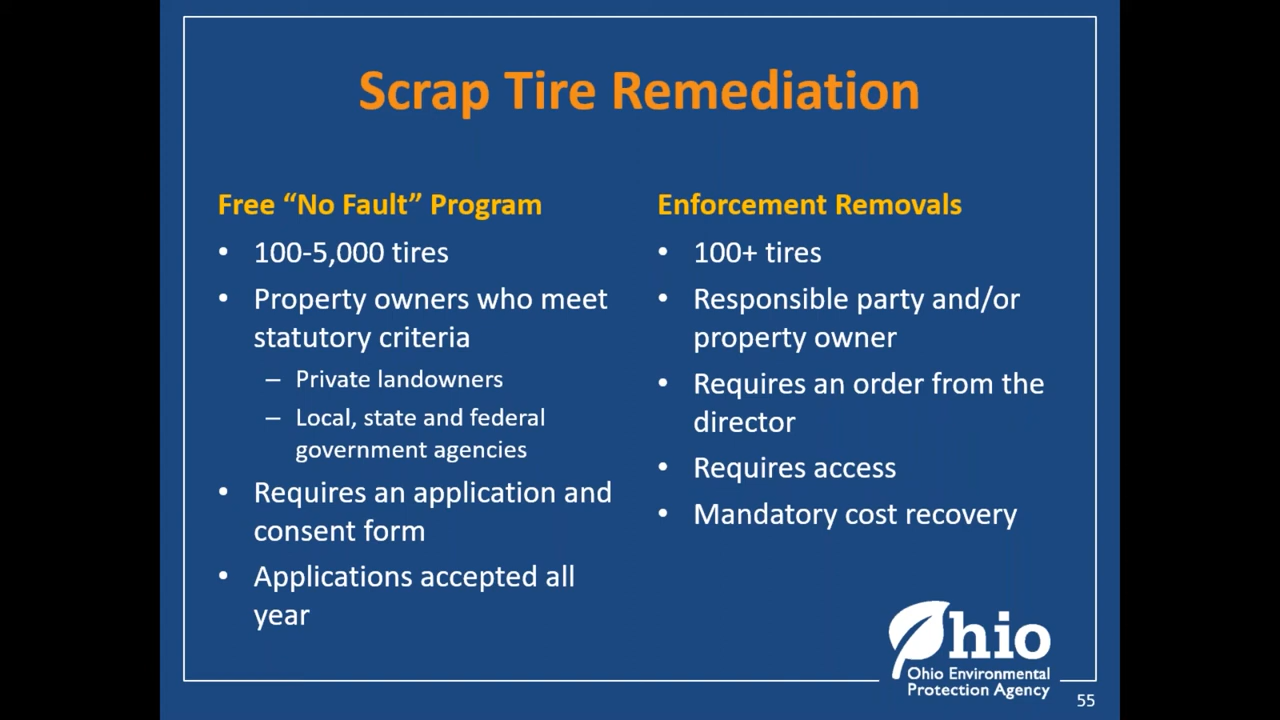 Scrap Tire Remediation
Free “No Fault” Program
• 100-5,000 tires
• Property owners who meet
statutory criteria
– Private landowners
– Local, state and federal
government agencies
• Requires an application and
consent form
• Applications accepted all
year
Enforcement Removals
• 100+ tires
• Responsible party and/or
property owner
• Requires an order from the
director
• Requires access
• Mandatory cost recovery
Ohio
Ohio Environmental
Protection Agency
55